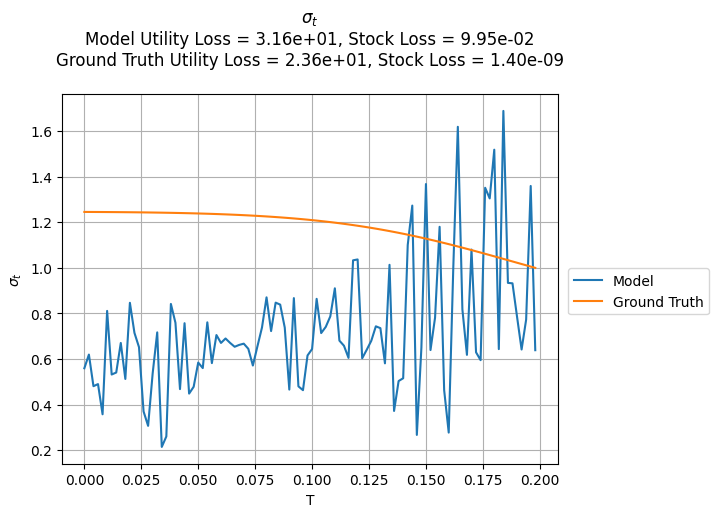 σt
Model Utility Loss = 3.16e+01, Stock Loss = 9.95e-02
Ground Truth Utility Loss = 2.36e+01, Stock Loss = 1.40e-09
1.6
1.4
1.2
1.0
0.8
0.6
0.4
0.2
σt
0.000 0.025 0.050 0.075 0.100 0.125 0.150 0.175 0.200
T
Model
Ground Truth